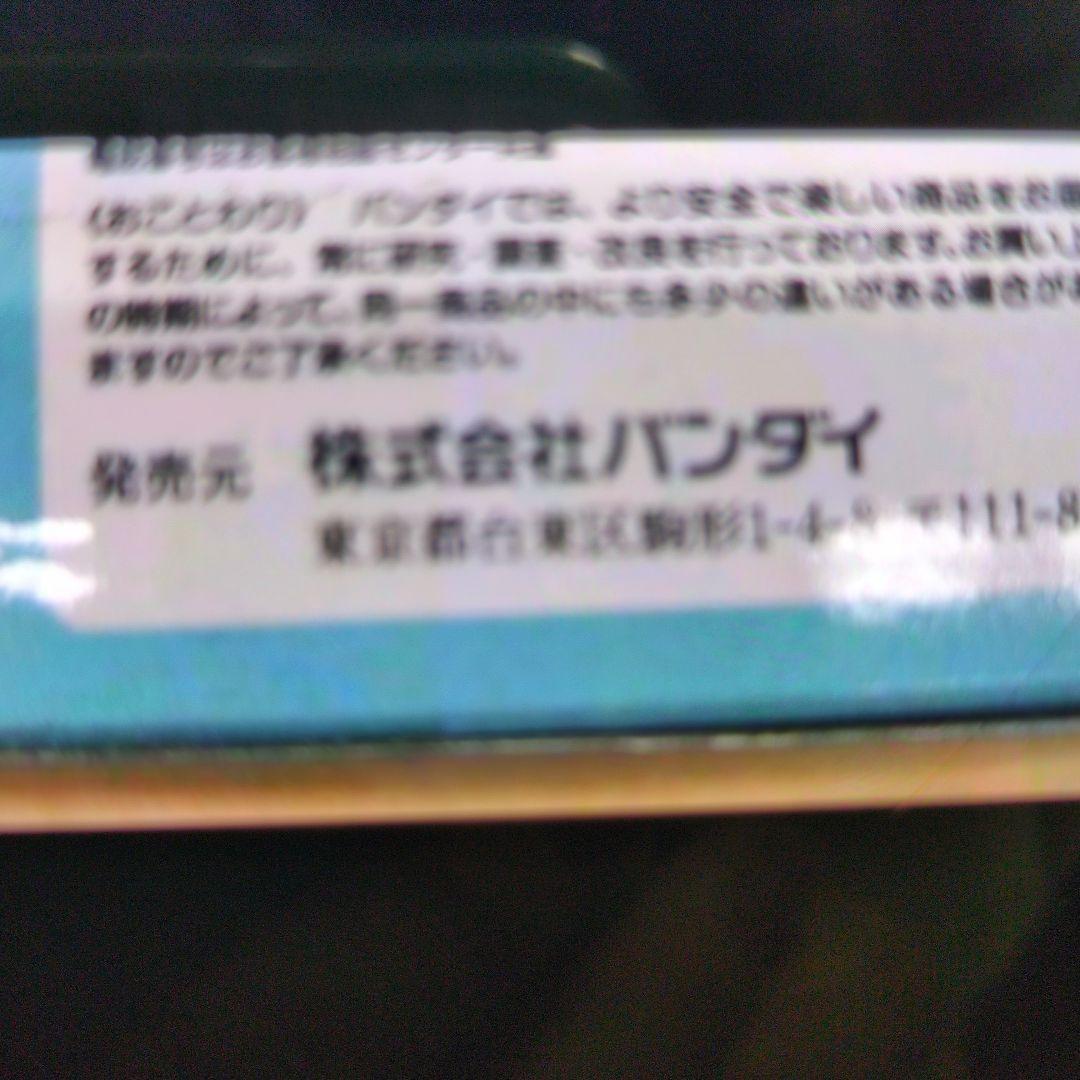 《おことわり》 バンダイでは、より安全で楽しい商品をお
するために、常に研究・調査・改良を行っております。お買い
の時期によって、同一商品の中にも多少の違いがある場合が
ますのでご了承ください。
発売元 株式会社バンダイ
東京都台東区駒形1-4-8 〒111-8